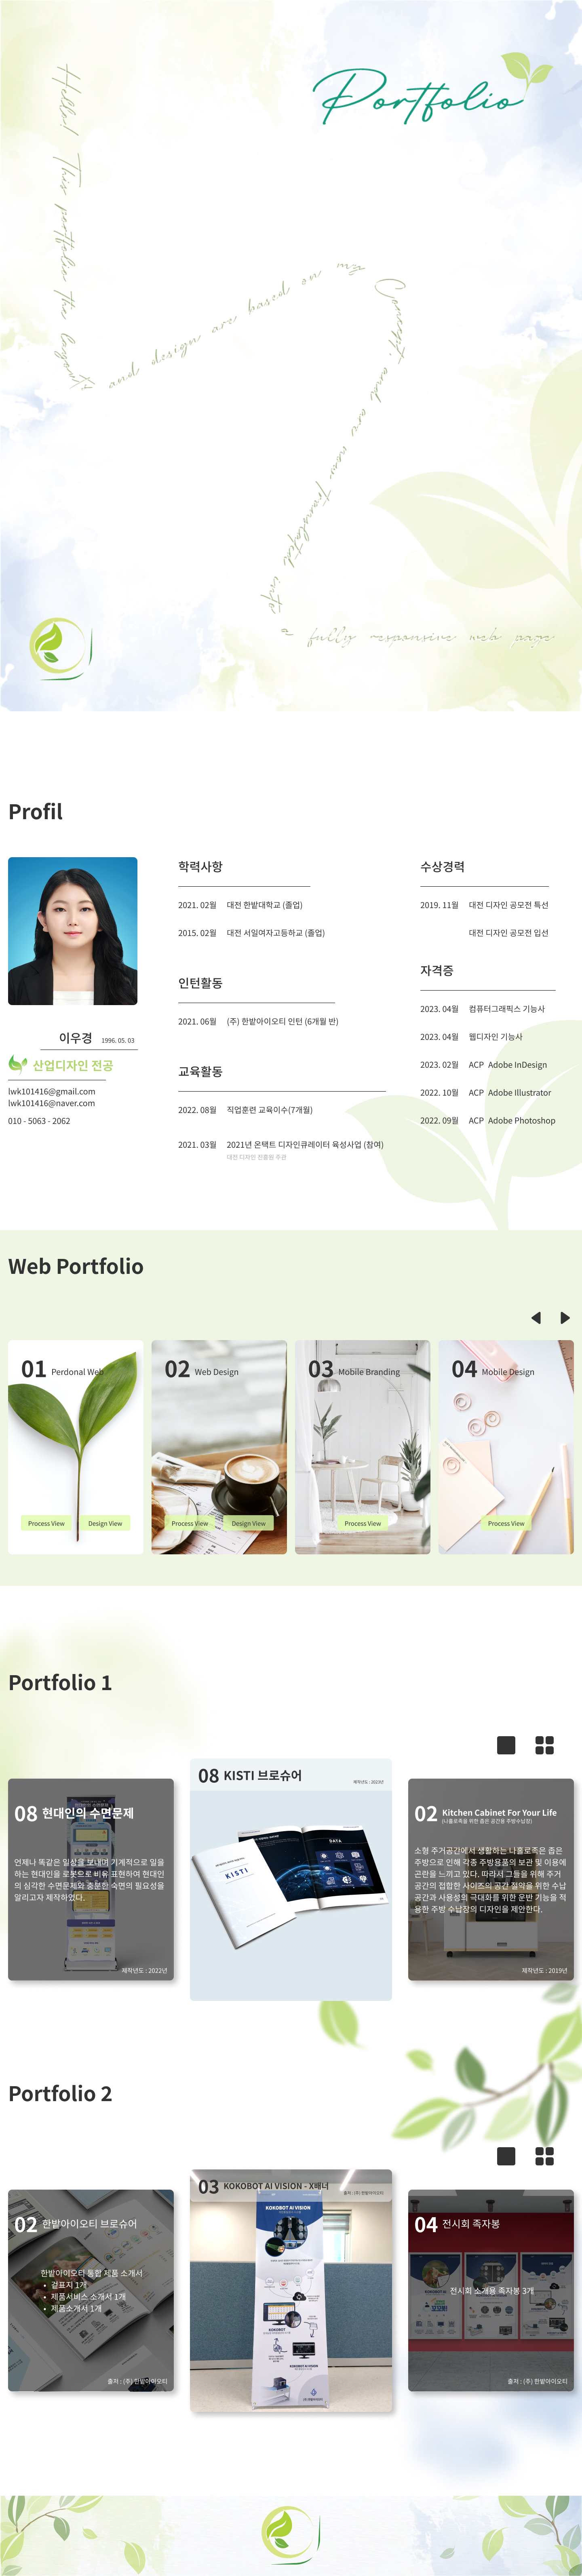 Portfolio
Hello! This portfolio the layout
and design are based on my
Concept. and are now translated into
a fully responsive web page
Profil
학력사항
2021. 02월 대전 한밭대학교 (졸업)
2015. 02월 대전 서일여자고등하교 (졸업)
인턴활동
2021. 06월 (주) 한밭아이오티 인턴 (6개월 반)
교육활동
2022. 08월 직업훈련 교육이수(7개월)
2021. 03월 2021년 온택트 디자인큐레이터 육성사업 (참여)
대전 디자인 진흥원 주관
수상경력
2019. 11월 대전 디자인 공모전 특선
대전 디자인 공모전 입선
자격증
2023. 04월 컴퓨터그래픽스 기능사
2023. 04월 웹디자인 기능사
2023. 02월 ACP Adobe InDesign
2022. 10월 ACP Adobe Illustrator
2022. 09월 ACP Adobe Photoshop
이우경 1996. 05. 03
산업디자인 전공
lwk101416@gmail.com
lwk101416@naver.com
010 - 5063 - 2062
Web Portfolio
01 Perdonal Web
Process View
Design View
02 Web Design
Process View
Design View
03 Mobile Branding
Process View
04 Mobile Design
Process View
Portfolio 1
08 현대인의 수면문제
언제나 똑같은 일상을 보내며 기계적으로 일을
하는 현대인을 로봇으로 비유 표현하여 현대인
의 심각한 수면문제와 충분한 숙면의 필요성을
알리고자 제작하였다.
제작년도 : 2022년
08 KISTI 브로슈어
제작년도 : 2023년
KISTI
DATA
02 Kitchen Cabinet For Your Life
(나홀로족을 위한 좁은 공간용 주방수납장)
소형 주거공간에서 생활하는 나홀로족은 좁은
주방으로 인해 각종 주방용품의 보관 및 이용에
곤란을 느끼고 있다. 따라서 그들을 위해 주거
공간의 접합한 사이즈의 공간 절약을 위한 수납
공간과 사용성의 극대화를 위한 운반 기능을 적
용한 주방 수납장의 디자인을 제안한다.
제작년도 : 2019년
Portfolio 2
02 한밭아이오티 브로슈어
한밭아이오티 통합 제품 소개서
• 겉표지 1개
• 제품서비스 소개서 1개
• 제품소개서 1개
출처 : (주) 한밭아이오티
03 KOKOBOT AI VISION - X배너
출처 : (주) 한밭아이오티
KOKOBOT AI VISION
KOKOBOT
KOKOBOT AI VISION
04 전시회 족자봉
전시회 소개용 족자봉 3개
출처 : (주) 한밭아이오티